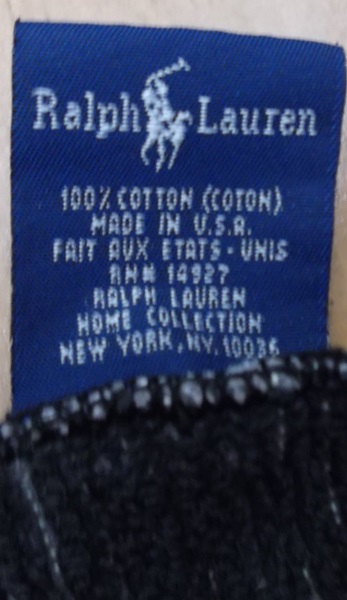 Ralph Lauren
100% COTTON (COTON)
MADE IN U.S.A.
FAIT AUX ETATS-UNIS
RN# 14927
RALPH LAUREN
HOME COLLECTION
NEW YORK, NY. 10036